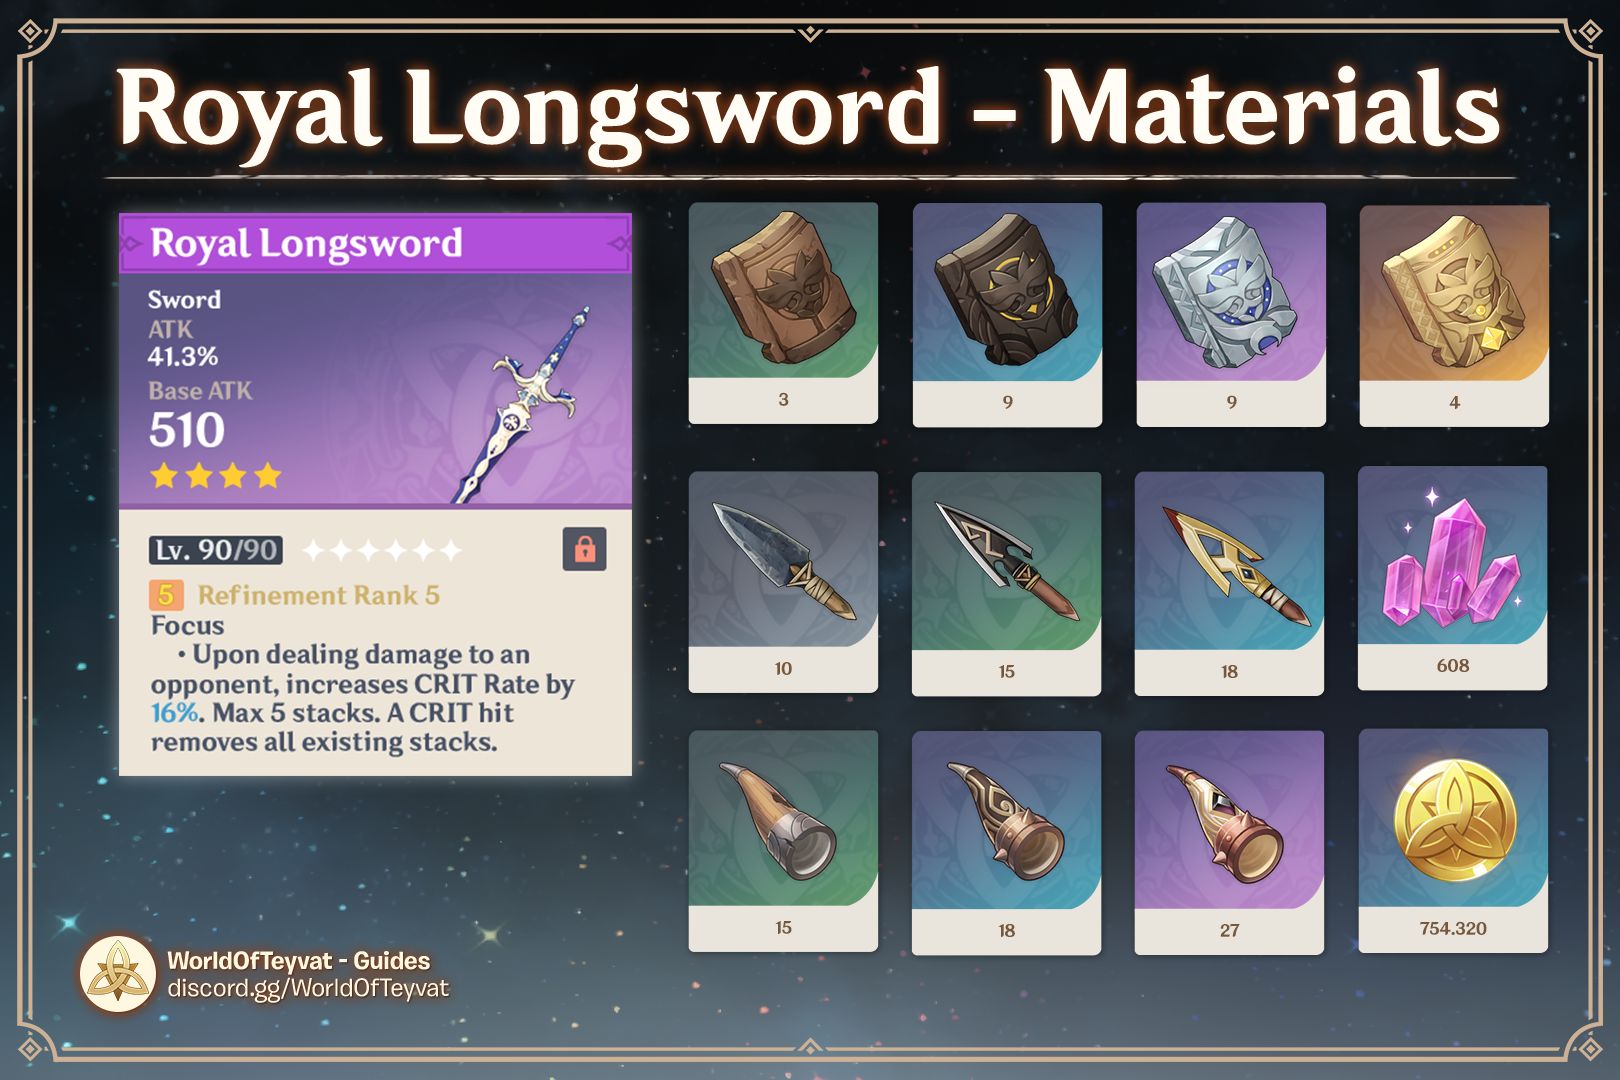 Royal Longsword – Materials
Royal Longsword
Sword
ATK
41.3%
Base ATK
510
Lv. 90/90
5 Refinement Rank 5
Focus
• Upon dealing damage to an
opponent, increases CRIT Rate by
16%. Max 5 stacks. A CRIT hit
removes all existing stacks.
3
9
9
4
10
15
18
608
15
18
27
754.320
WorldOfTeyvat - Guides
discord.gg/WorldOfTeyvat